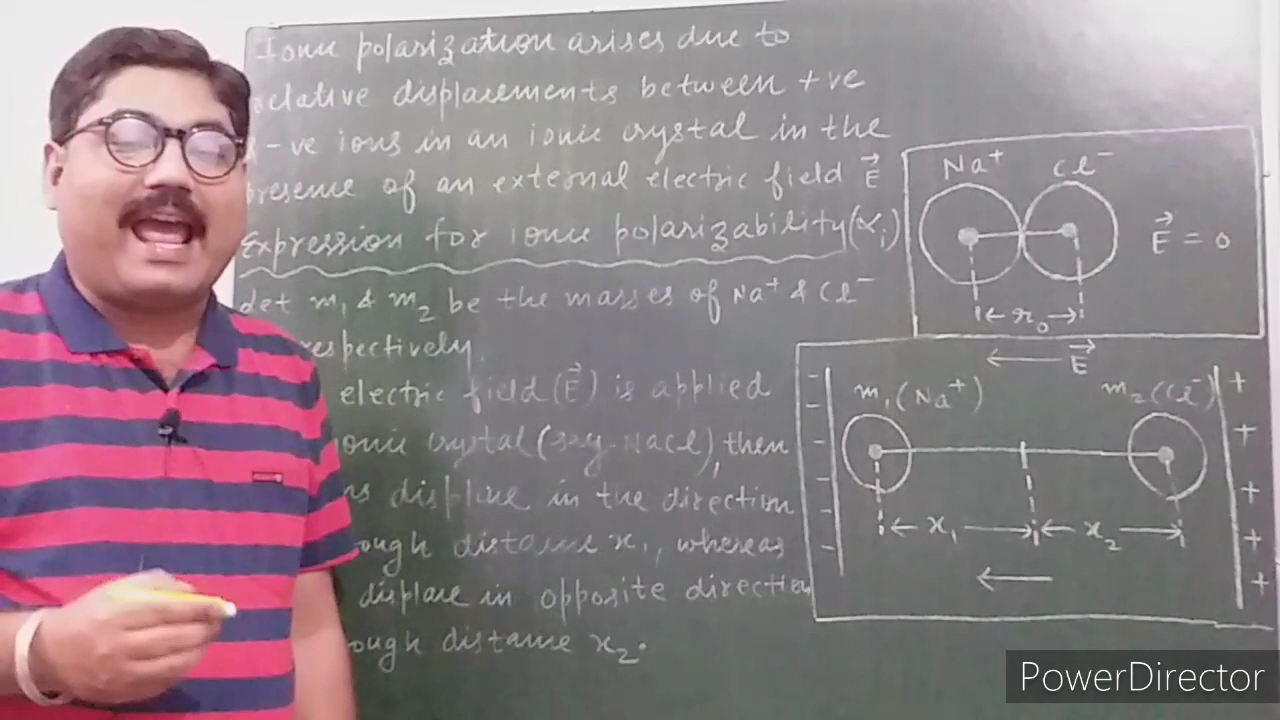 Ionic polarization arises due to
relative displacements between +ve
& -ve ions in an ionic crystal in the
presence of an external electric field E⃗
Expression for ionic polarizability (αᵢ)
Let m₁ & m₂ be the masses of Na⁺ & Cl⁻
respectively.
electric field (E⃗) is applied
ionic crystal (say-NaCl), then
displace in the direction
distance x₁, whereas
displace in opposite direction
distance x₂.
Na⁺ Cl⁻
E⃗ = 0
r₀
E⃗
m₁(Na⁺) m₂(Cl⁻)
- - - - -
+ + + + +
x₁ x₂
PowerDirector